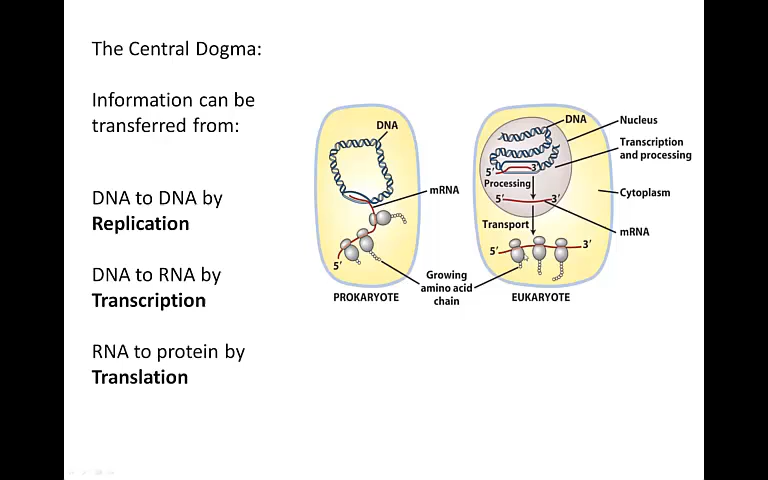 The Central Dogma:
Information can be
transferred from:
DNA to DNA by
Replication
DNA to RNA by
Transcription
RNA to protein by
Translation
DNA
mRNA
5'
PROKARYOTE
Growing
amino acid
chain
DNA
Nucleus
Transcription
and processing
5' 3'
Processing
Cytoplasm
5' 3'
Transport
mRNA
5' 3'
EUKARYOTE